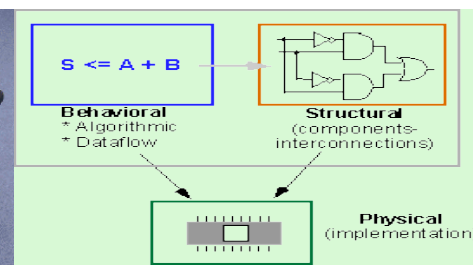 S <= A + B
Behavioral
* Algorithmic
* Dataflow
Structural
(components-
interconnections)
Physical
(implementation